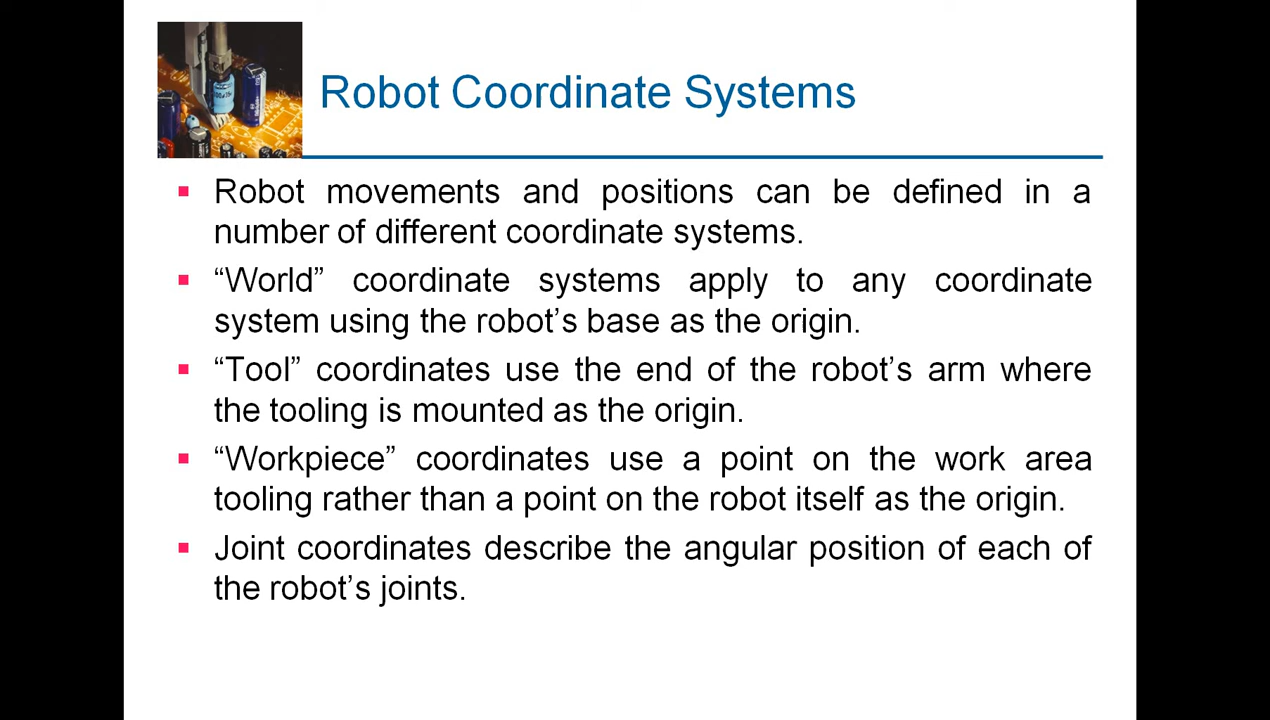 Robot Coordinate Systems
Robot movements and positions can be defined in a
number of different coordinate systems.
“World” coordinate systems apply to any coordinate
system using the robot’s base as the origin.
“Tool” coordinates use the end of the robot’s arm where
the tooling is mounted as the origin.
“Workpiece” coordinates use a point on the work area
tooling rather than a point on the robot itself as the origin.
Joint coordinates describe the angular position of each of
the robot’s joints.